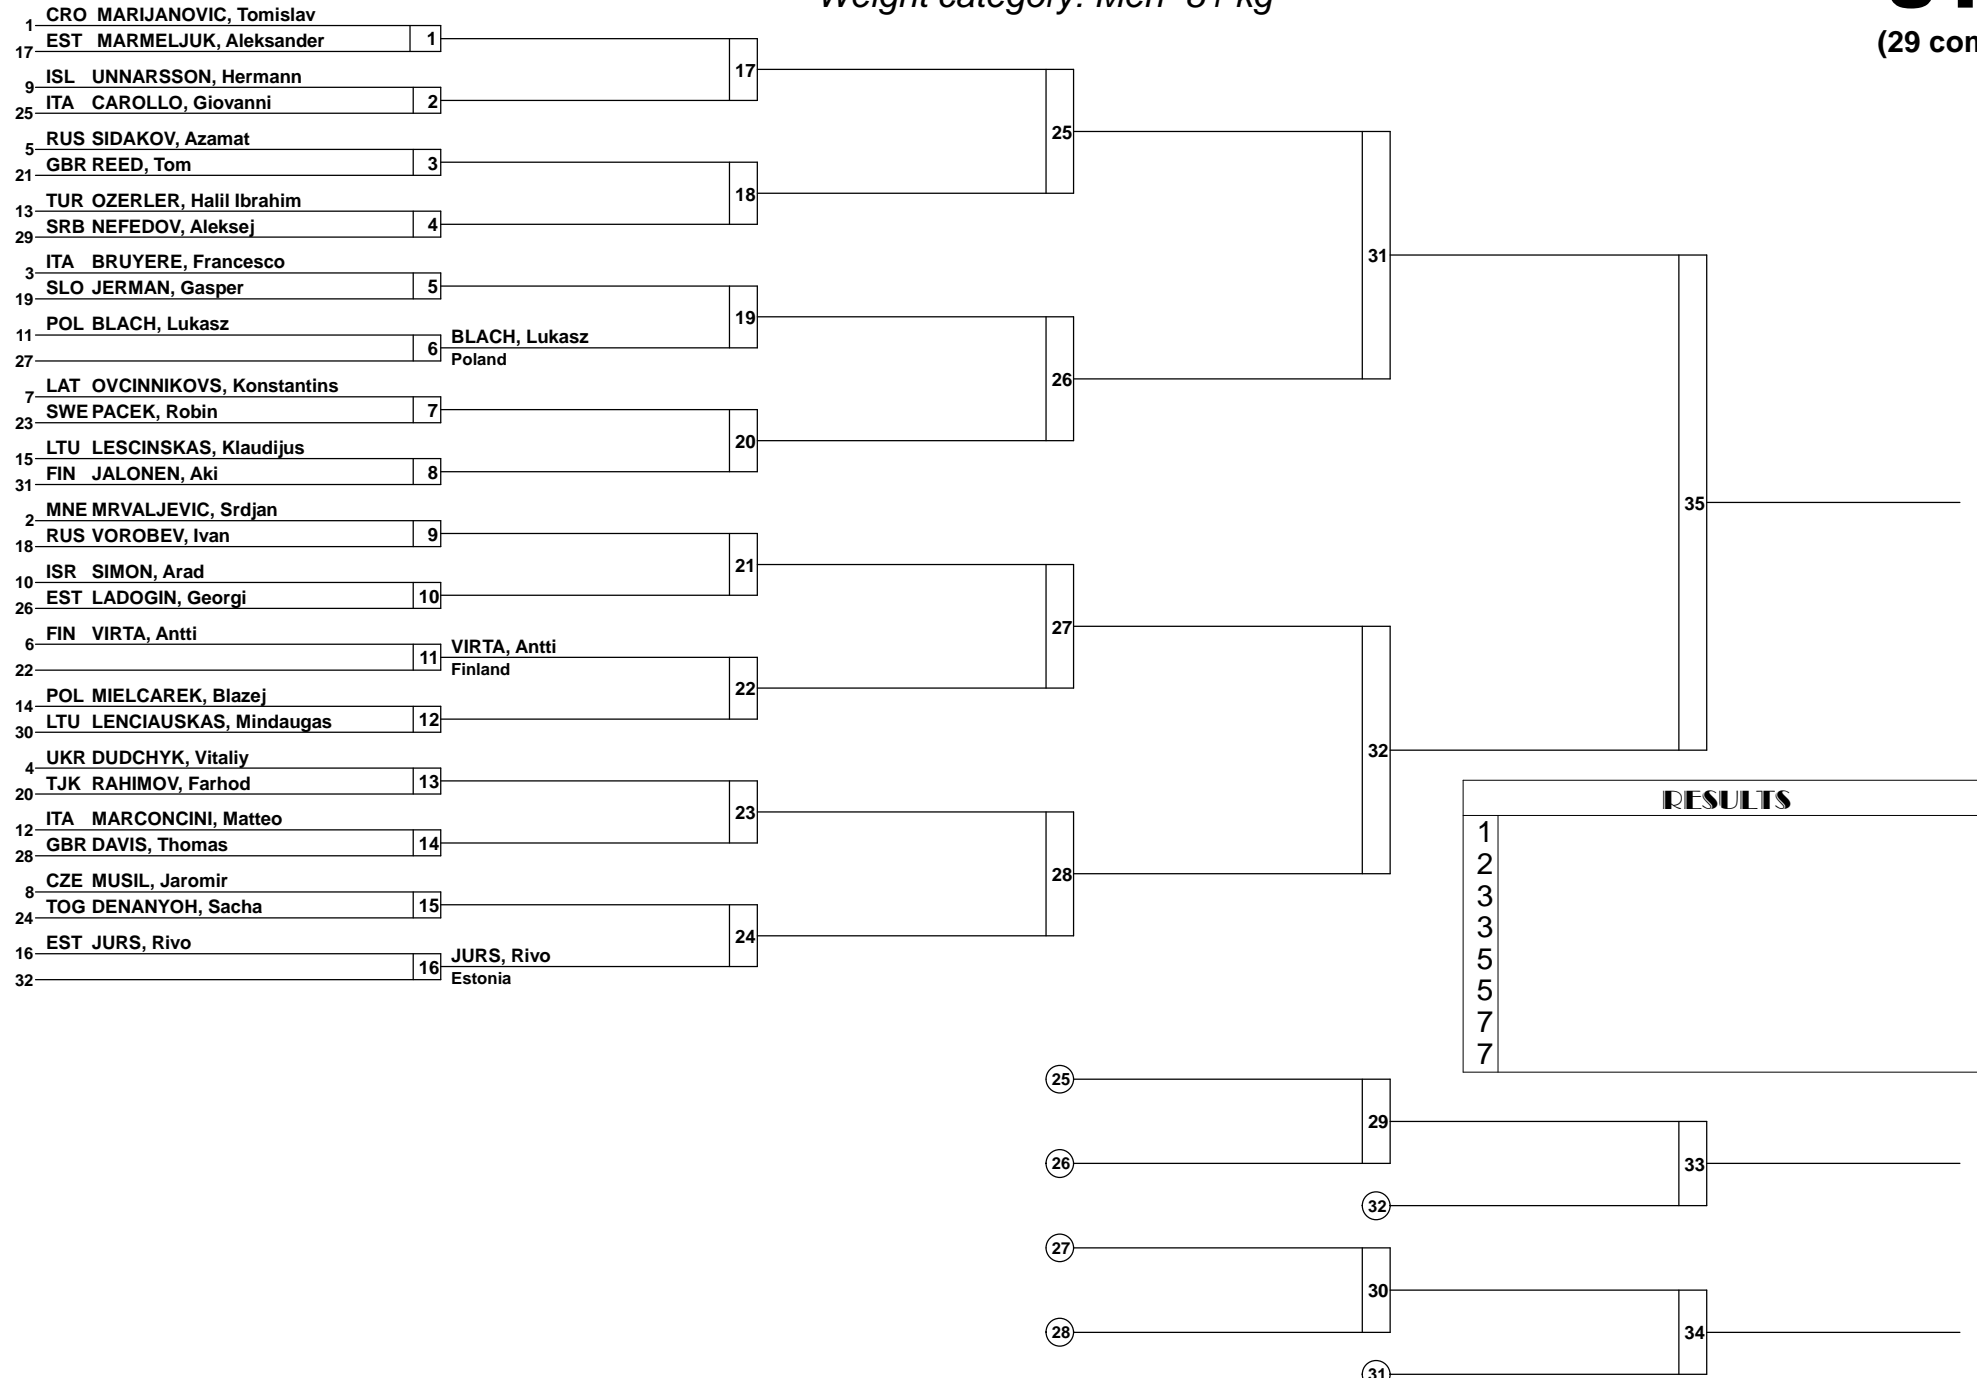 Weight category: Men -81 kg
(29 con
1 CRO MARIJANOVIC, Tomislav
17 EST MARMELJUK, Aleksander 1
9 ISL UNNARSSON, Hermann
25 ITA CAROLLO, Giovanni 2
5 RUS SIDAKOV, Azamat
21 GBR REED, Tom 3
13 TUR OZERLER, Halil Ibrahim
29 SRB NEFEDOV, Aleksej 4
3 ITA BRUYERE, Francesco
19 SLO JERMAN, Gasper 5
11 POL BLACH, Lukasz
27 6 BLACH, Lukasz
Poland
7 LAT OVCINNIKOVS, Konstantins
23 SWE PACEK, Robin 7
15 LTU LESCINSKAS, Klaudijus
31 FIN JALONEN, Aki 8
2 MNE MRVALJEVIC, Srdjan
18 RUS VOROBEV, Ivan 9
10 ISR SIMON, Arad
26 EST LADOGIN, Georgi 10
6 FIN VIRTA, Antti
22 11 VIRTA, Antti
Finland
14 POL MIELCAREK, Blazej
30 LTU LENCIAUSKAS, Mindaugas 12
4 UKR DUDCHYK, Vitaliy
20 TJK RAHIMOV, Farhod 13
12 ITA MARCONCINI, Matteo
28 GBR DAVIS, Thomas 14
8 CZE MUSIL, Jaromir
24 TOG DENANYOH, Sacha 15
16 EST JURS, Rivo
32 16 JURS, Rivo
Estonia
17
18
19
20
21
22
23
24
25
26
27
28
31
32
35
RESULTS
1
2
3
3
5
5
7
7
25
29
26
33
32
27
30
28
34
31